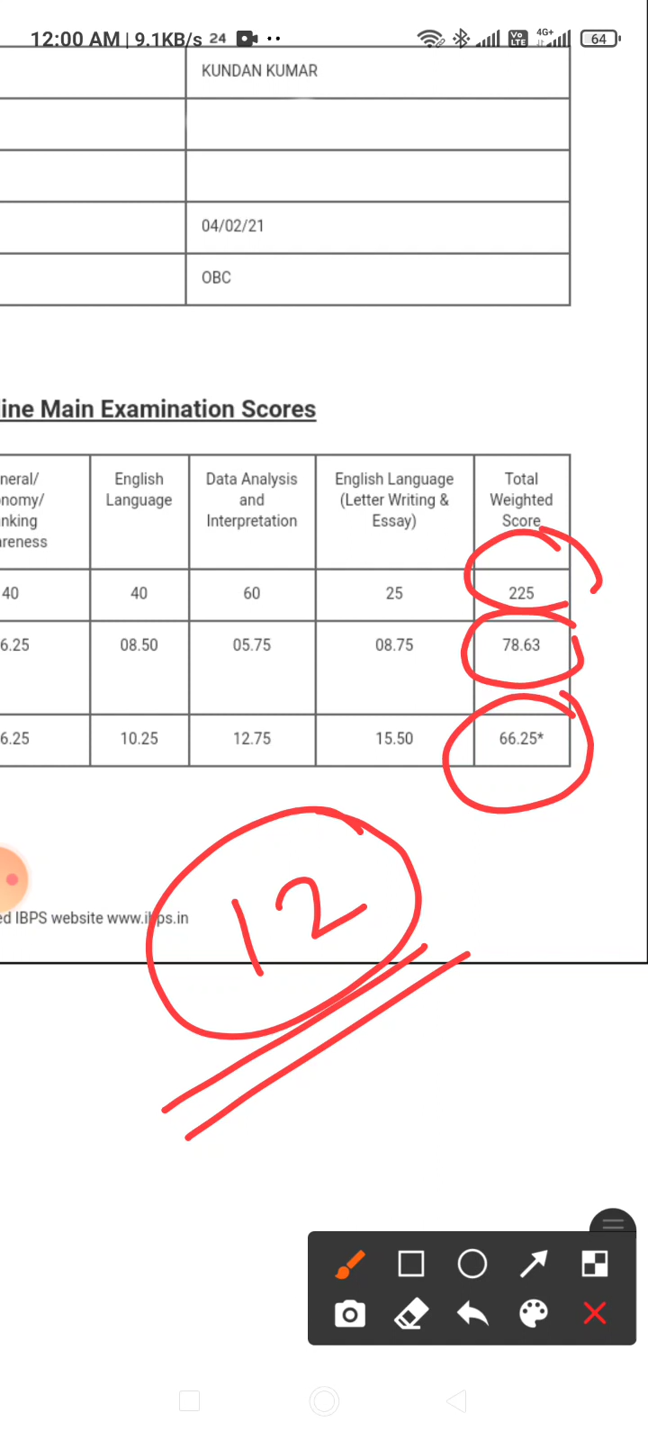 12:00 AM | 9.1KB/s 24
Vo LTE 4G+ 64
KUNDAN KUMAR
04/02/21
OBC
ine Main Examination Scores
neral/
nomy/
nking
areness
English
Language
Data Analysis
and
Interpretation
English Language
(Letter Writing &
Essay)
Total
Weighted
Score
40 40 60 25 225
6.25 08.50 05.75 08.75 78.63
6.25 10.25 12.75 15.50 66.25*
12
ed IBPS website www.ibps.in